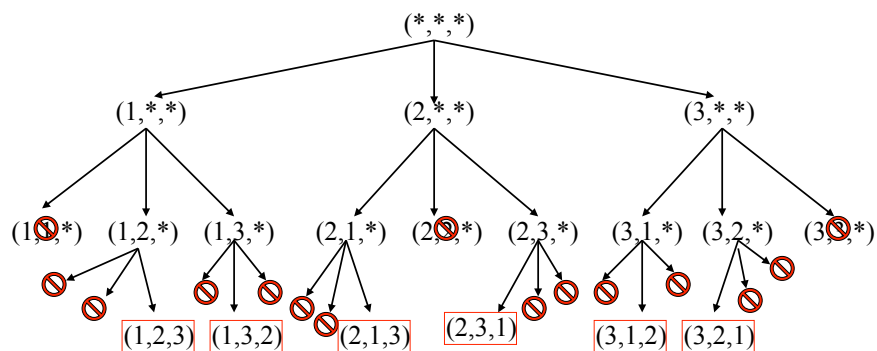 (*,*,*)
(1,*,*) (2,*,*) (3,*,*)
(1,1,*) (1,2,*) (1,3,*) (2,1,*) (2,2,*) (2,3,*) (3,1,*) (3,2,*) (3,3,*)
(1,2,3) (1,3,2) (2,1,3) (2,3,1) (3,1,2) (3,2,1)